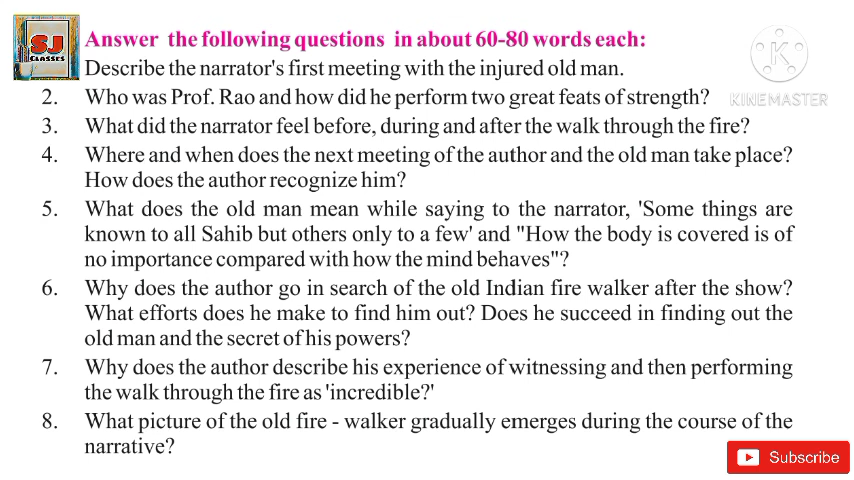 SJ
CLASSES
Answer the following questions in about 60-80 words each:
Describe the narrator's first meeting with the injured old man.
2. Who was Prof. Rao and how did he perform two great feats of strength?
K
KINEMASTER
3. What did the narrator feel before, during and after the walk through the fire?
4. Where and when does the next meeting of the author and the old man take place?
How does the author recognize him?
5. What does the old man mean while saying to the narrator, 'Some things are
known to all Sahib but others only to a few' and "How the body is covered is of
no importance compared with how the mind behaves"?
6. Why does the author go in search of the old Indian fire walker after the show?
What efforts does he make to find him out? Does he succeed in finding out the
old man and the secret of his powers?
7. Why does the author describe his experience of witnessing and then performing
the walk through the fire as 'incredible?'
8. What picture of the old fire - walker gradually emerges during the course of the
narrative?
Subscribe